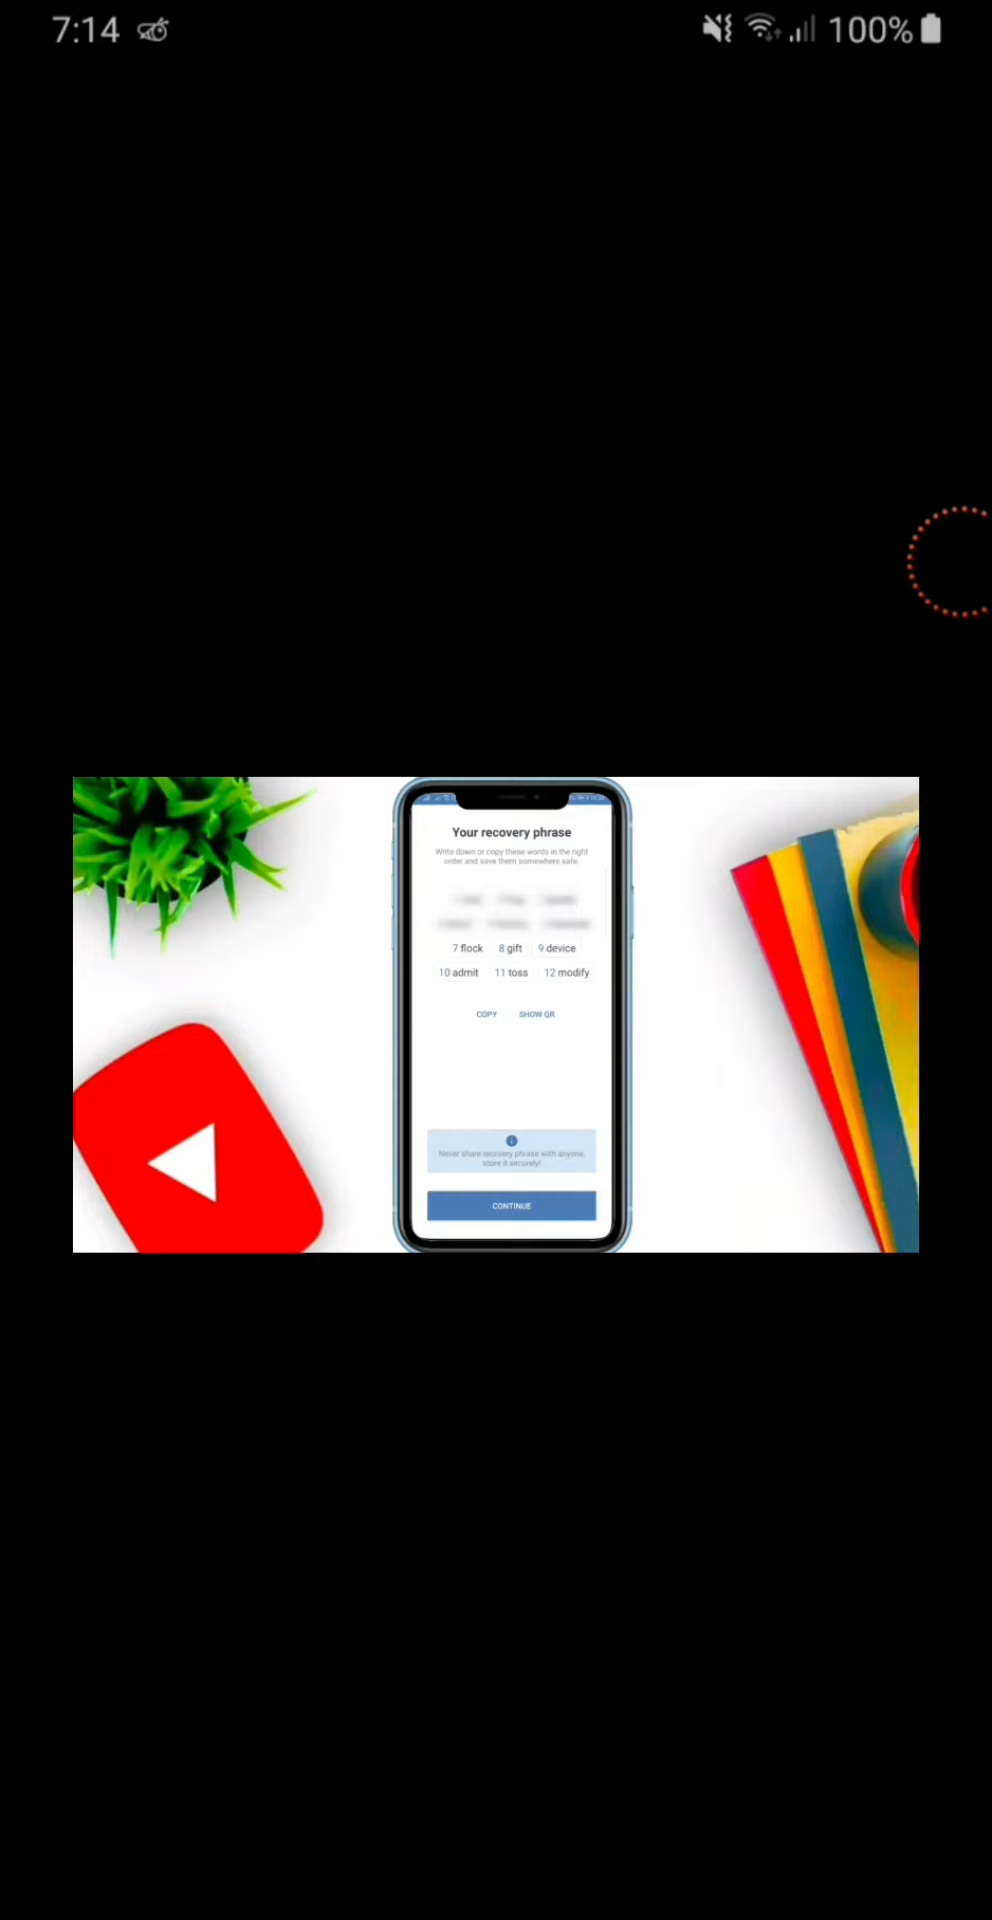 7:14 100%
Your recovery phrase
Write down or copy these words in the right
order and save them somewhere safe.
7 flock 8 gift 9 device
10 admit 11 toss 12 modify
COPY SHOW QR
Never share recovery phrase with anyone,
store it securely!
CONTINUE